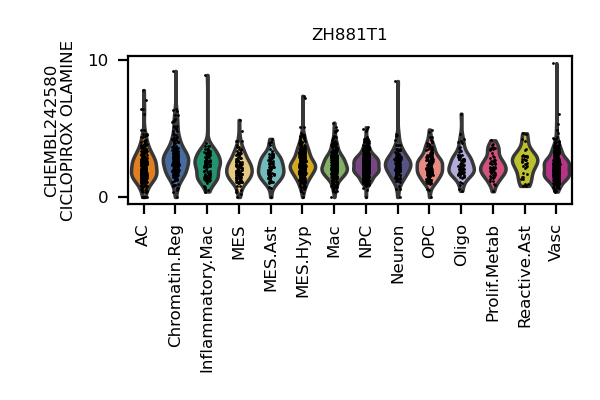 ZH881T1
CHEMBL242580
CICLOPIROX OLAMINE
10
0
AC
Chromatin.Reg
Inflammatory.Mac
MES
MES.Ast
MES.Hyp
Mac
NPC
Neuron
OPC
Oligo
Prolif.Metab
Reactive.Ast
Vasc